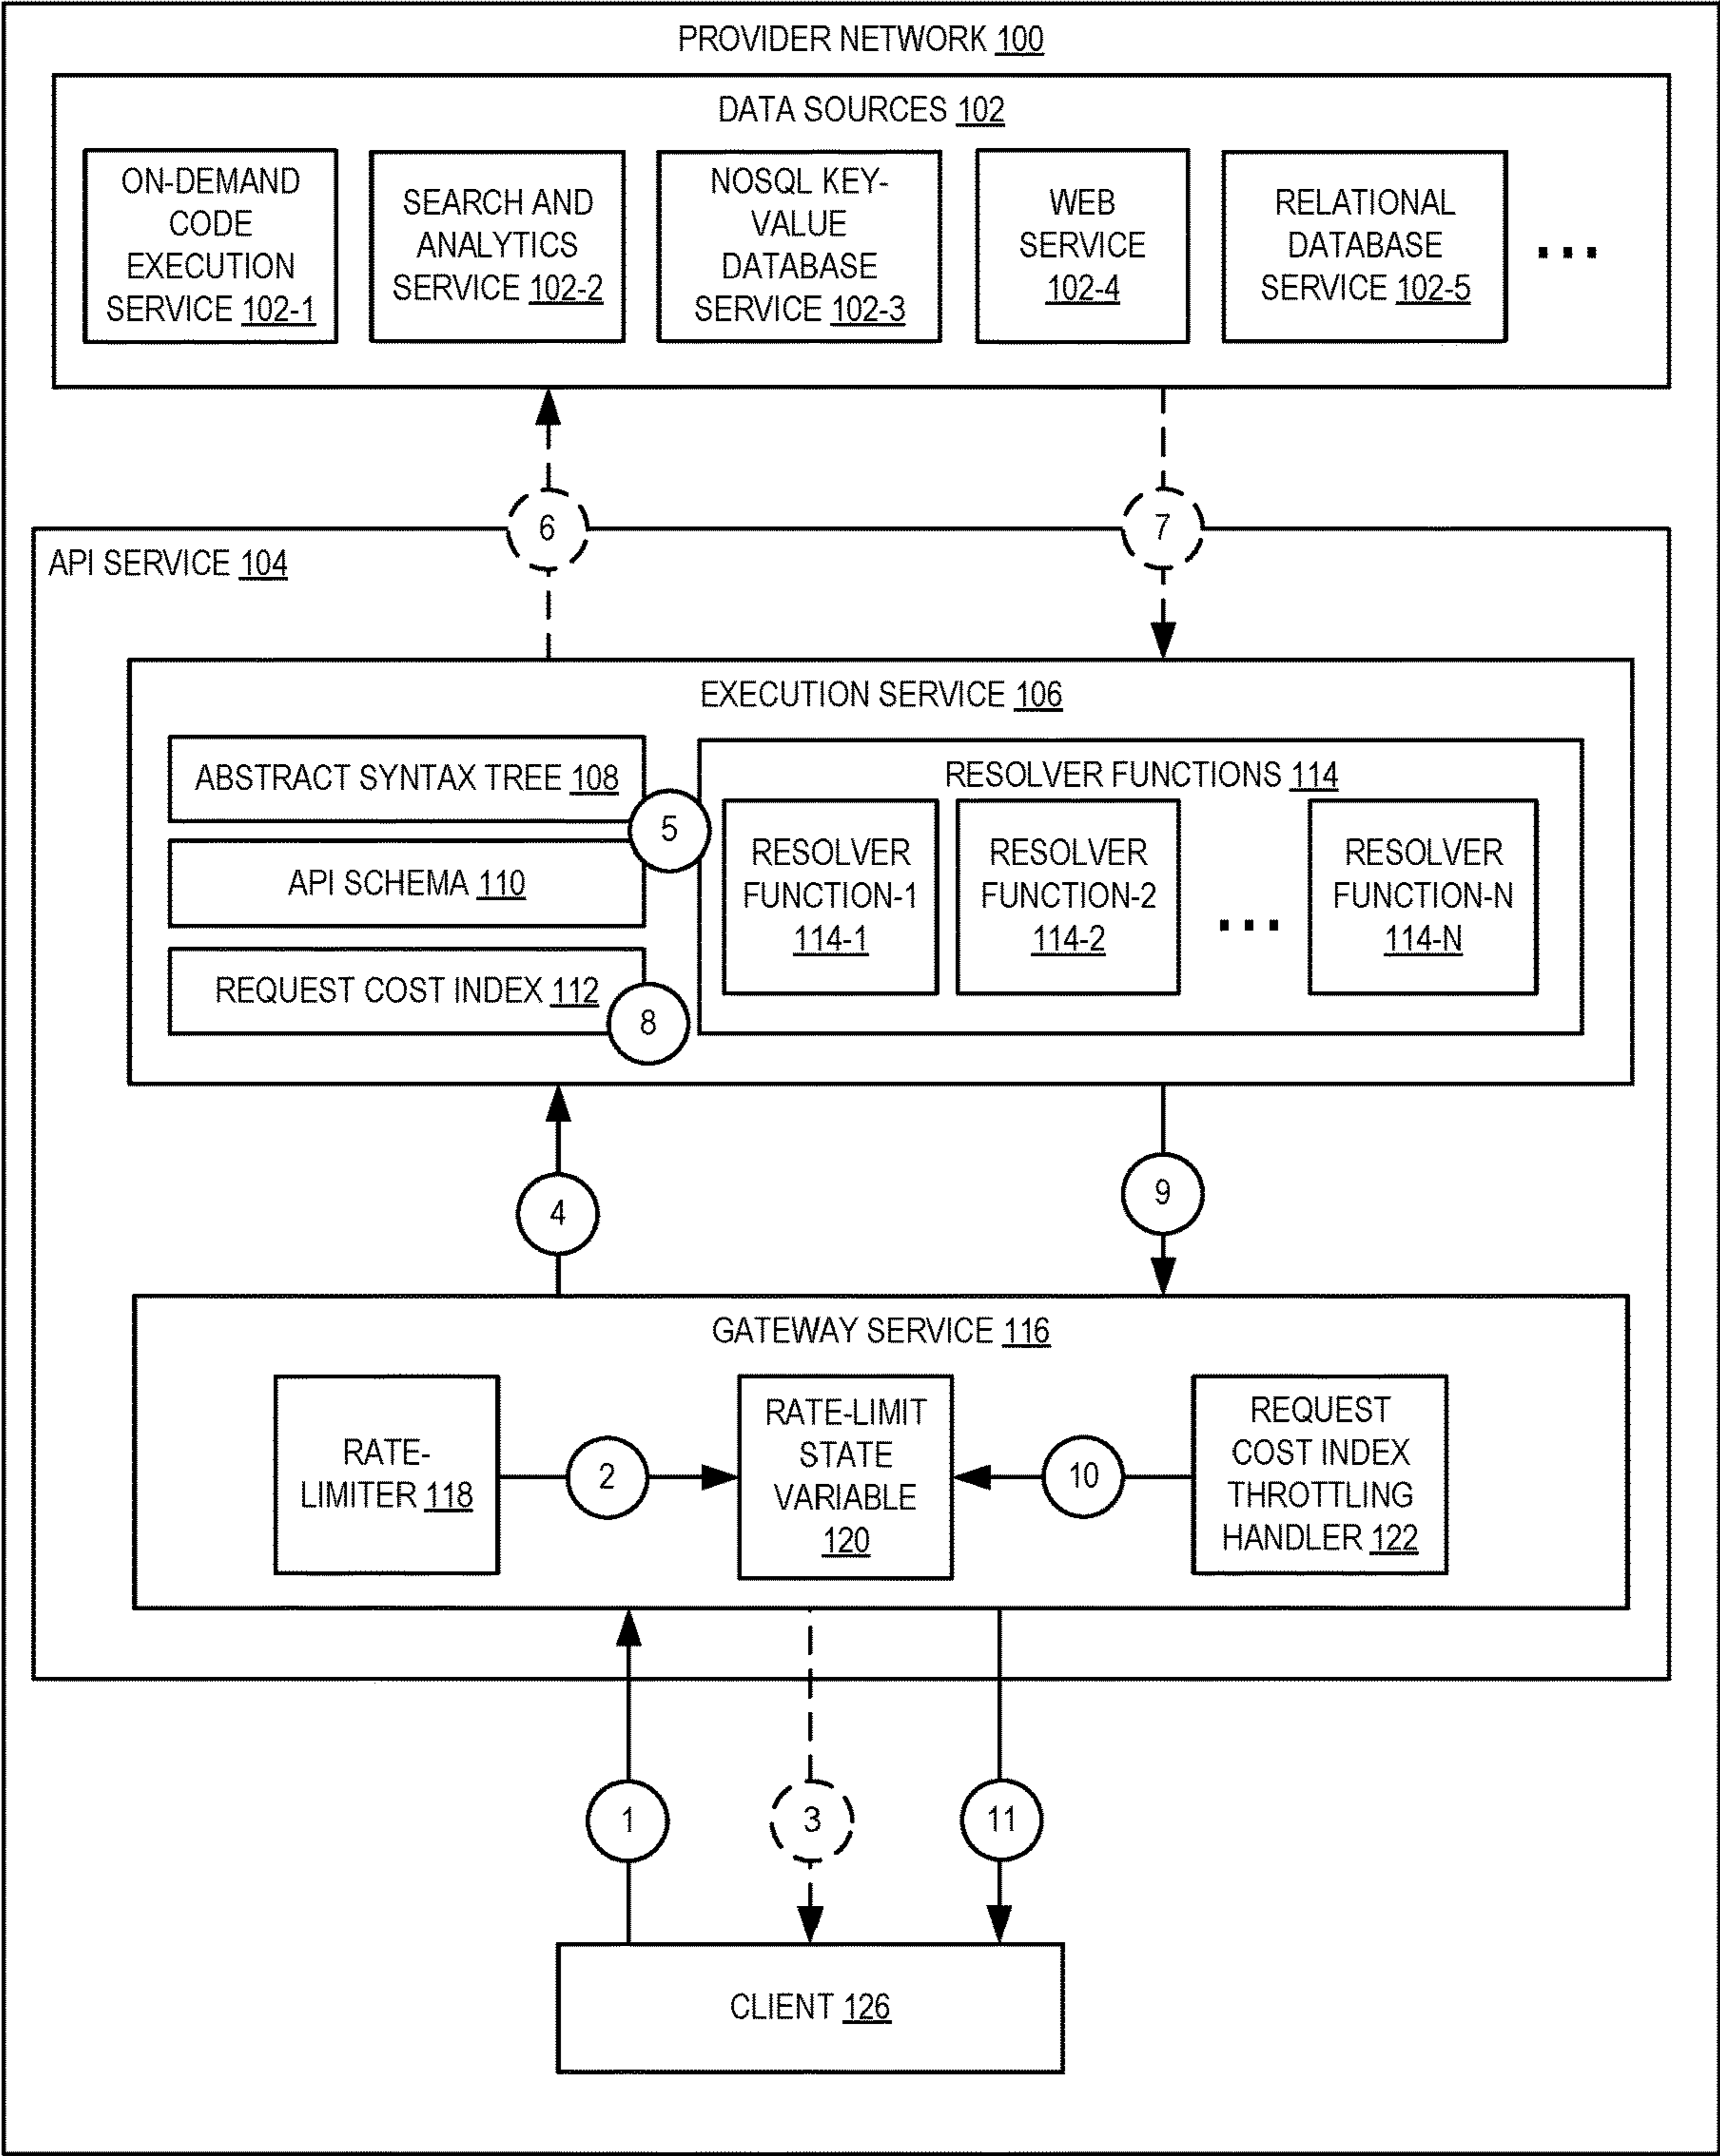 PROVIDER NETWORK 100
DATA SOURCES 102
ON-DEMAND
CODE
EXECUTION
SERVICE 102-1
SEARCH AND
ANALYTICS
SERVICE 102-2
NOSQL KEY-
VALUE
DATABASE
SERVICE 102-3
WEB
SERVICE
102-4
RELATIONAL
DATABASE
SERVICE 102-5
...
6
7
API SERVICE 104
EXECUTION SERVICE 106
ABSTRACT SYNTAX TREE 108
5
API SCHEMA 110
REQUEST COST INDEX 112
8
RESOLVER FUNCTIONS 114
RESOLVER
FUNCTION-1
114-1
RESOLVER
FUNCTION-2
114-2
...
RESOLVER
FUNCTION-N
114-N
4
9
GATEWAY SERVICE 116
RATE-
LIMITER 118
2
RATE-LIMIT
STATE
VARIABLE
120
10
REQUEST
COST INDEX
THROTTLING
HANDLER 122
1
3
11
CLIENT 126